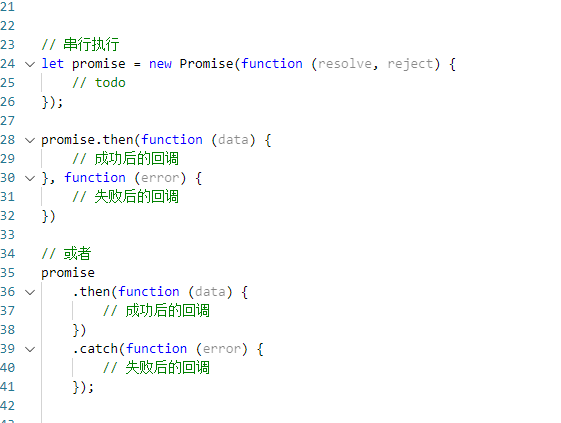 21
22
23 // 串行执行
24 let promise = new Promise(function (resolve, reject) {
25 // todo
26 });
27
28 promise.then(function (data) {
29 // 成功后的回调
30 }, function (error) {
31 // 失败后的回调
32 })
33
34 // 或者
35 promise
36 .then(function (data) {
37 // 成功后的回调
38 })
39 .catch(function (error) {
40 // 失败后的回调
41 });
42